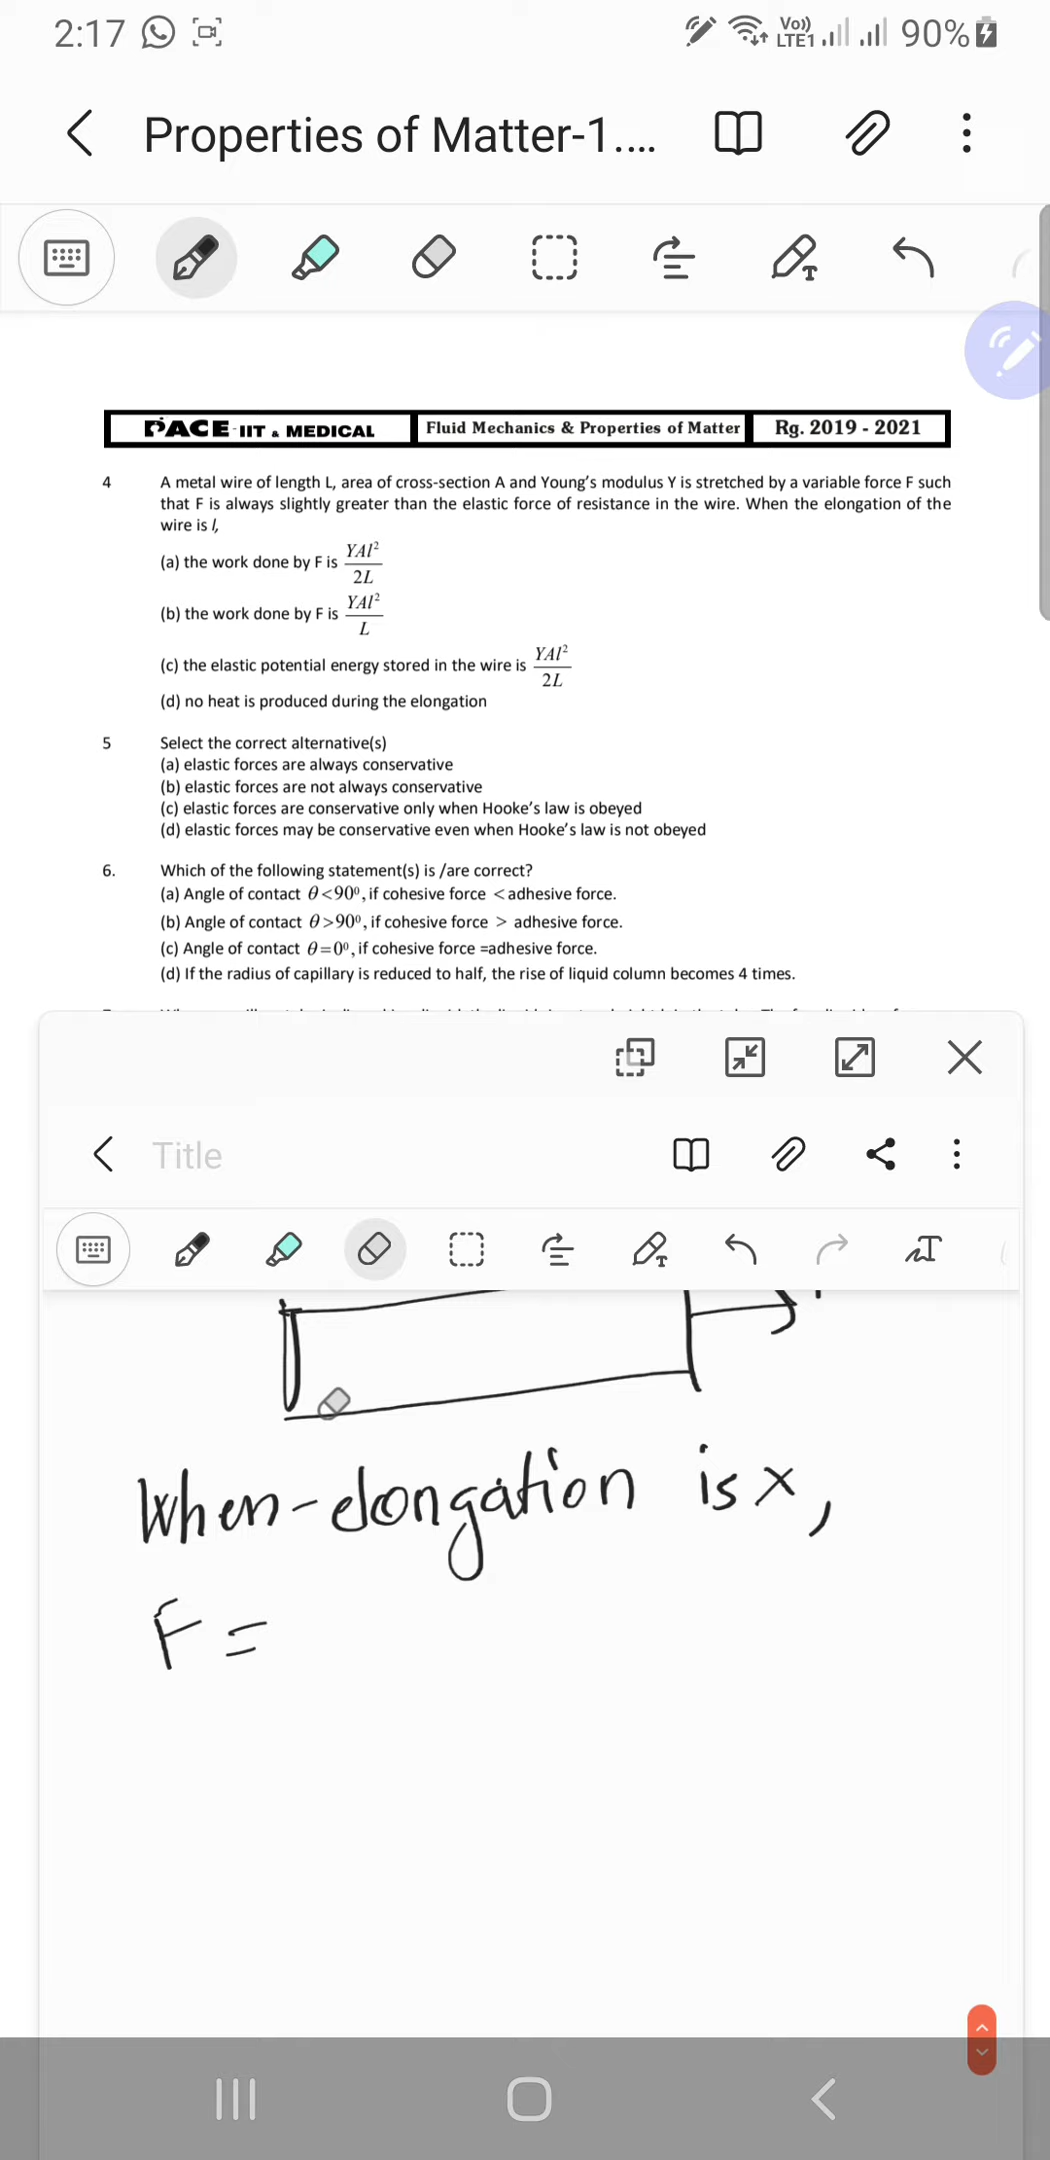 2:17 Vo)) LTE1 90%
Properties of Matter-1....
PACE IIT & MEDICAL Fluid Mechanics & Properties of Matter Rg. 2019 - 2021
4 A metal wire of length L, area of cross-section A and Young's modulus Y is stretched by a variable force F such
that F is always slightly greater than the elastic force of resistance in the wire. When the elongation of the
wire is l,
(a) the work done by F is YAl²/2L
(b) the work done by F is YAl²/L
(c) the elastic potential energy stored in the wire is YAl²/2L
(d) no heat is produced during the elongation
5 Select the correct alternative(s)
(a) elastic forces are always conservative
(b) elastic forces are not always conservative
(c) elastic forces are conservative only when Hooke's law is obeyed
(d) elastic forces may be conservative even when Hooke's law is not obeyed
6. Which of the following statement(s) is /are correct?
(a) Angle of contact θ<90⁰, if cohesive force < adhesive force.
(b) Angle of contact θ>90⁰, if cohesive force > adhesive force.
(c) Angle of contact θ=0⁰, if cohesive force =adhesive force.
(d) If the radius of capillary is reduced to half, the rise of liquid column becomes 4 times.
Title
When-elongation is x,
F =